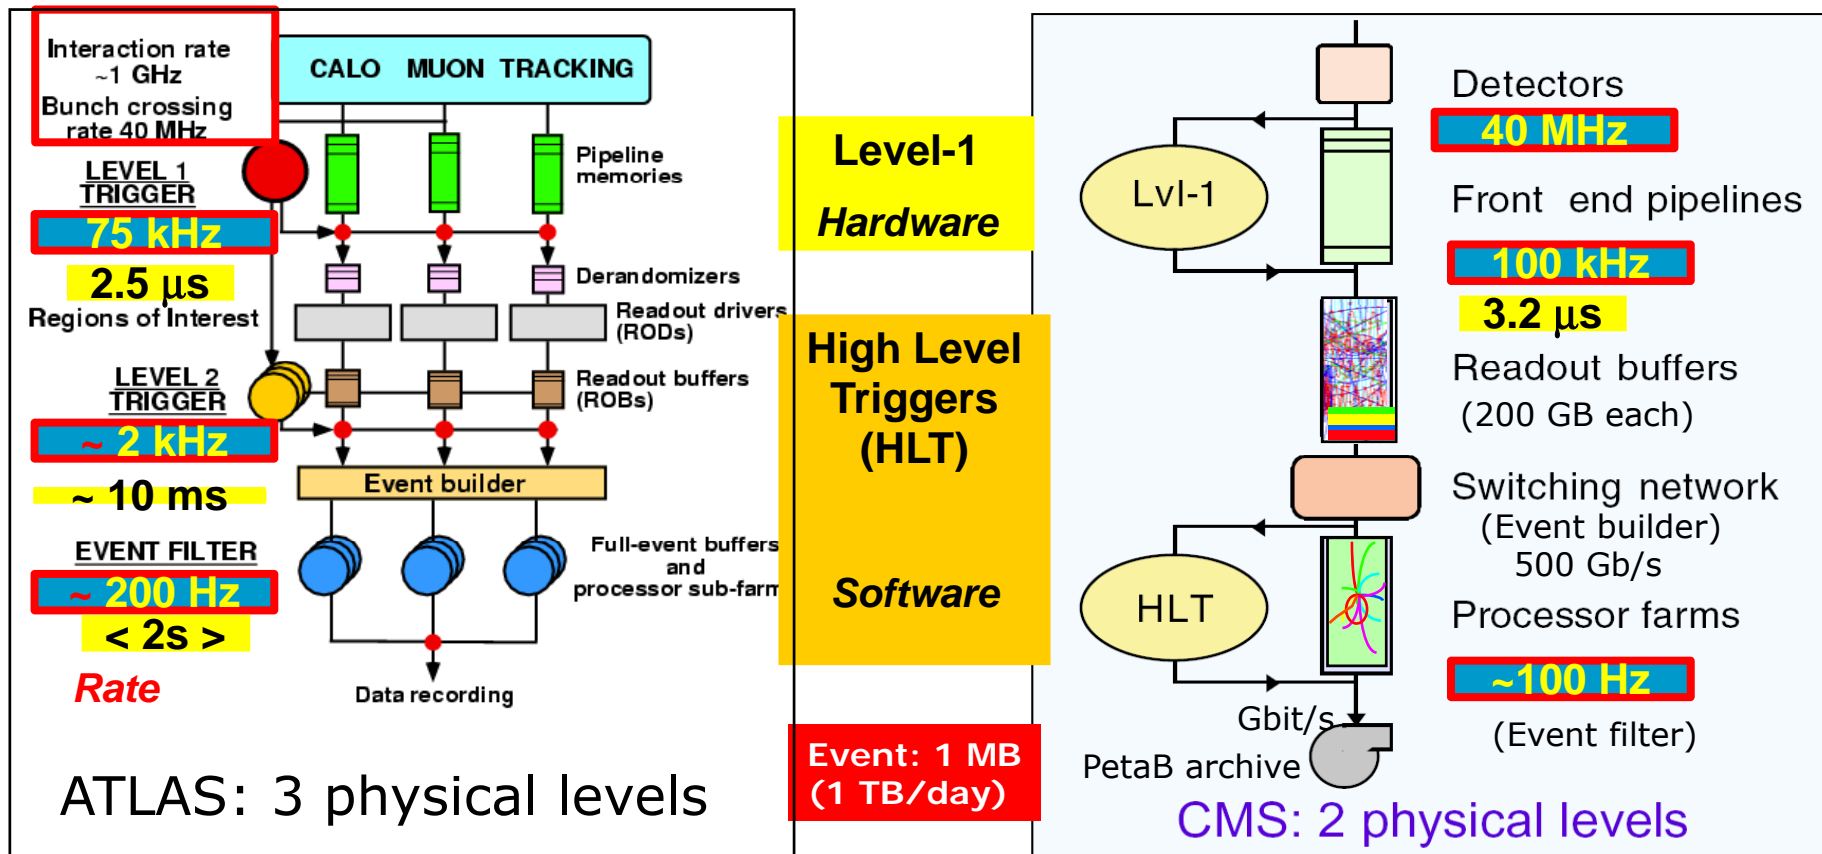 Interaction rate
~1 GHz
Bunch crossing
rate 40 MHz
CALO MUON TRACKING
LEVEL 1
TRIGGER
75 kHz
2.5 μs
Regions of Interest
LEVEL 2
TRIGGER
~ 2 kHz
~ 10 ms
EVENT FILTER
~ 200 Hz
< 2s >
Rate
Pipeline
memories
Derandomizers
Readout drivers
(RODs)
Readout buffers
(ROBs)
Event builder
Full-event buffers
and
processor sub-farm
Data recording
ATLAS: 3 physical levels
Level-1
Hardware
High Level
Triggers
(HLT)
Software
Event: 1 MB
(1 TB/day)
Lvl-1
HLT
Detectors
40 MHz
Front end pipelines
100 kHz
3.2 μs
Readout buffers
(200 GB each)
Switching network
(Event builder)
500 Gb/s
Processor farms
~100 Hz
(Event filter)
Gbit/s
PetaB archive
CMS: 2 physical levels